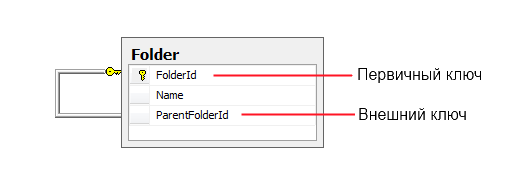 Folder
FolderId Первичный ключ
Name
ParentFolderId Внешний ключ